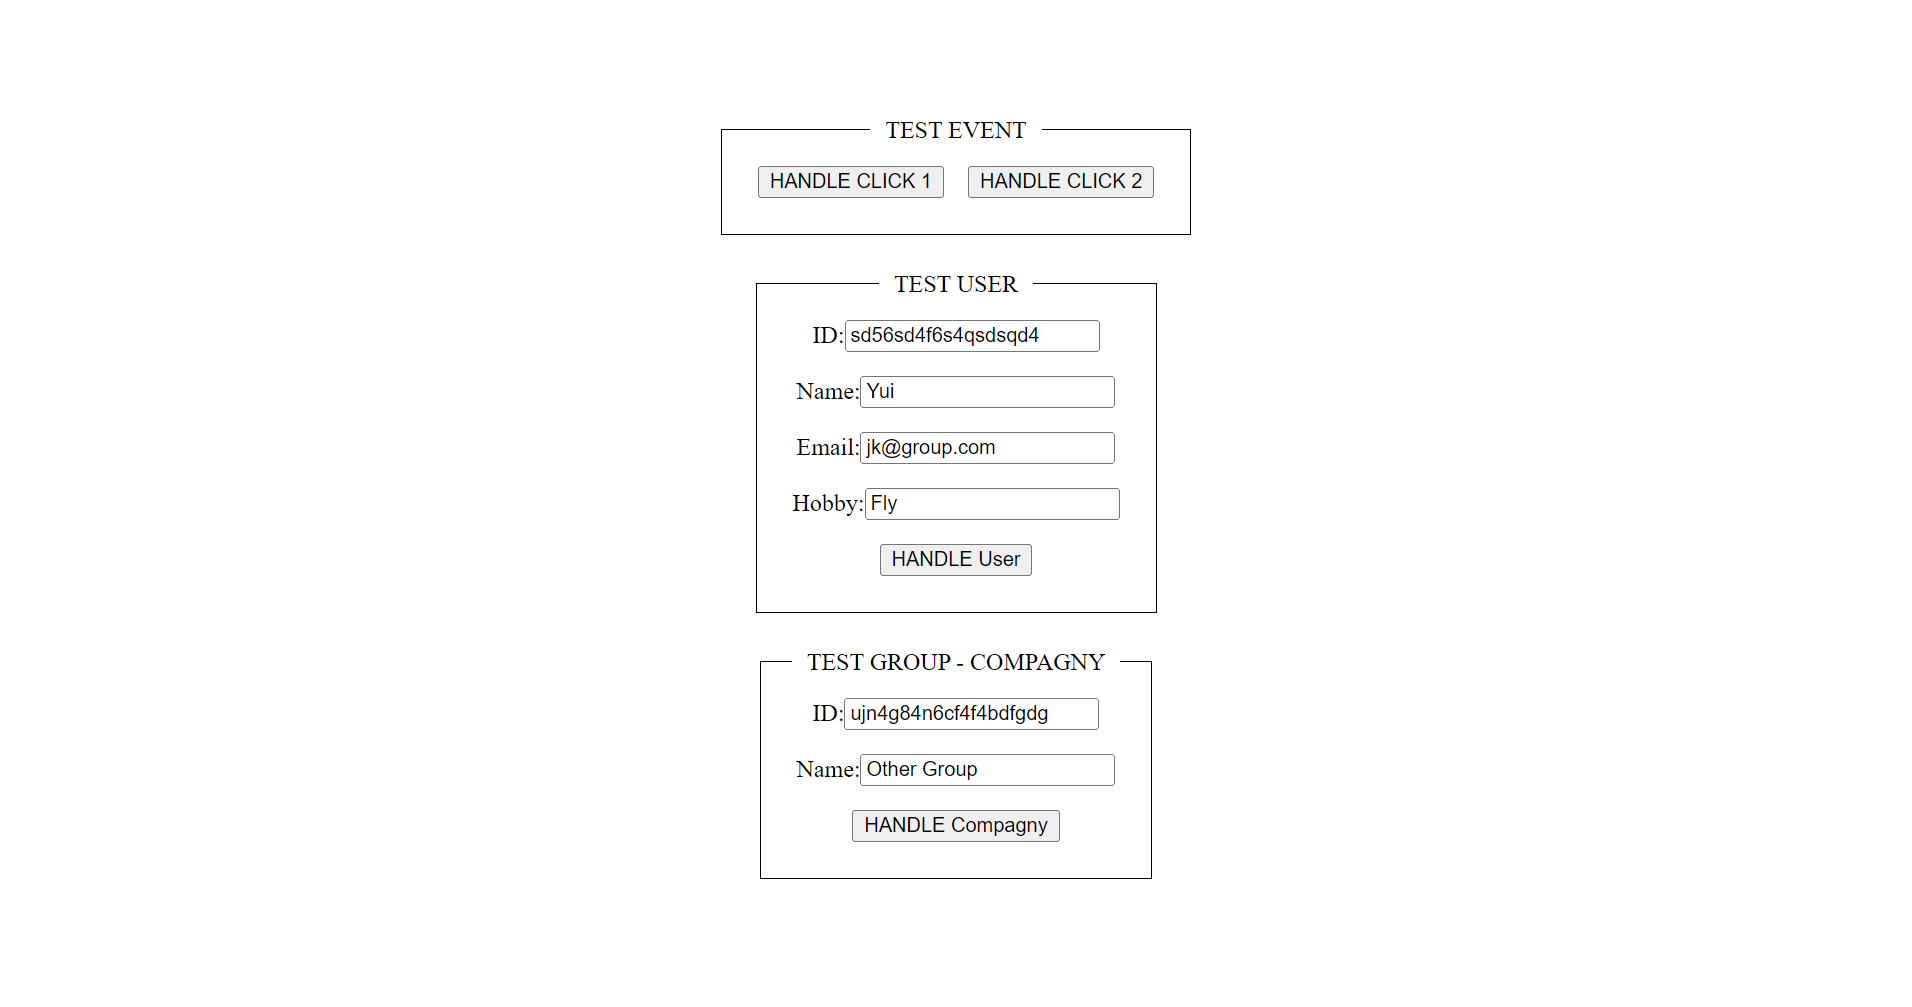 TEST EVENT
HANDLE CLICK 1 HANDLE CLICK 2
TEST USER
ID: sd56sd4f6s4qsdsqd4
Name: Yui
Email: jk@group.com
Hobby: Fly
HANDLE User
TEST GROUP - COMPAGNY
ID: ujn4g84n6cf4f4bdfgdg
Name: Other Group
HANDLE Compagny